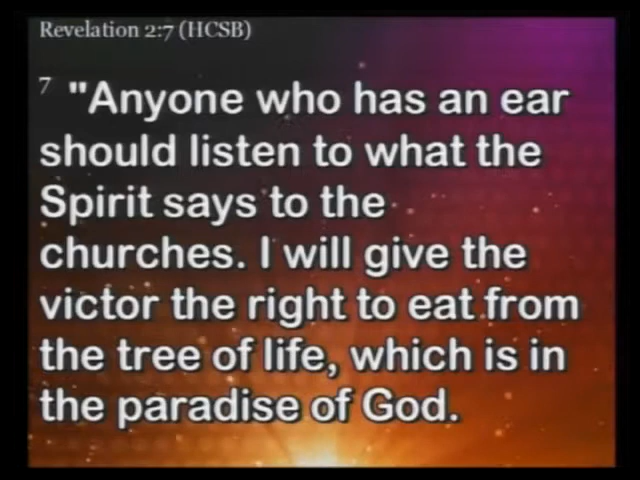 Revelation 2:7 (HCSB)
7 "Anyone who has an ear
should listen to what the
Spirit says to the
churches. I will give the
victor the right to eat from
the tree of life, which is in
the paradise of God.